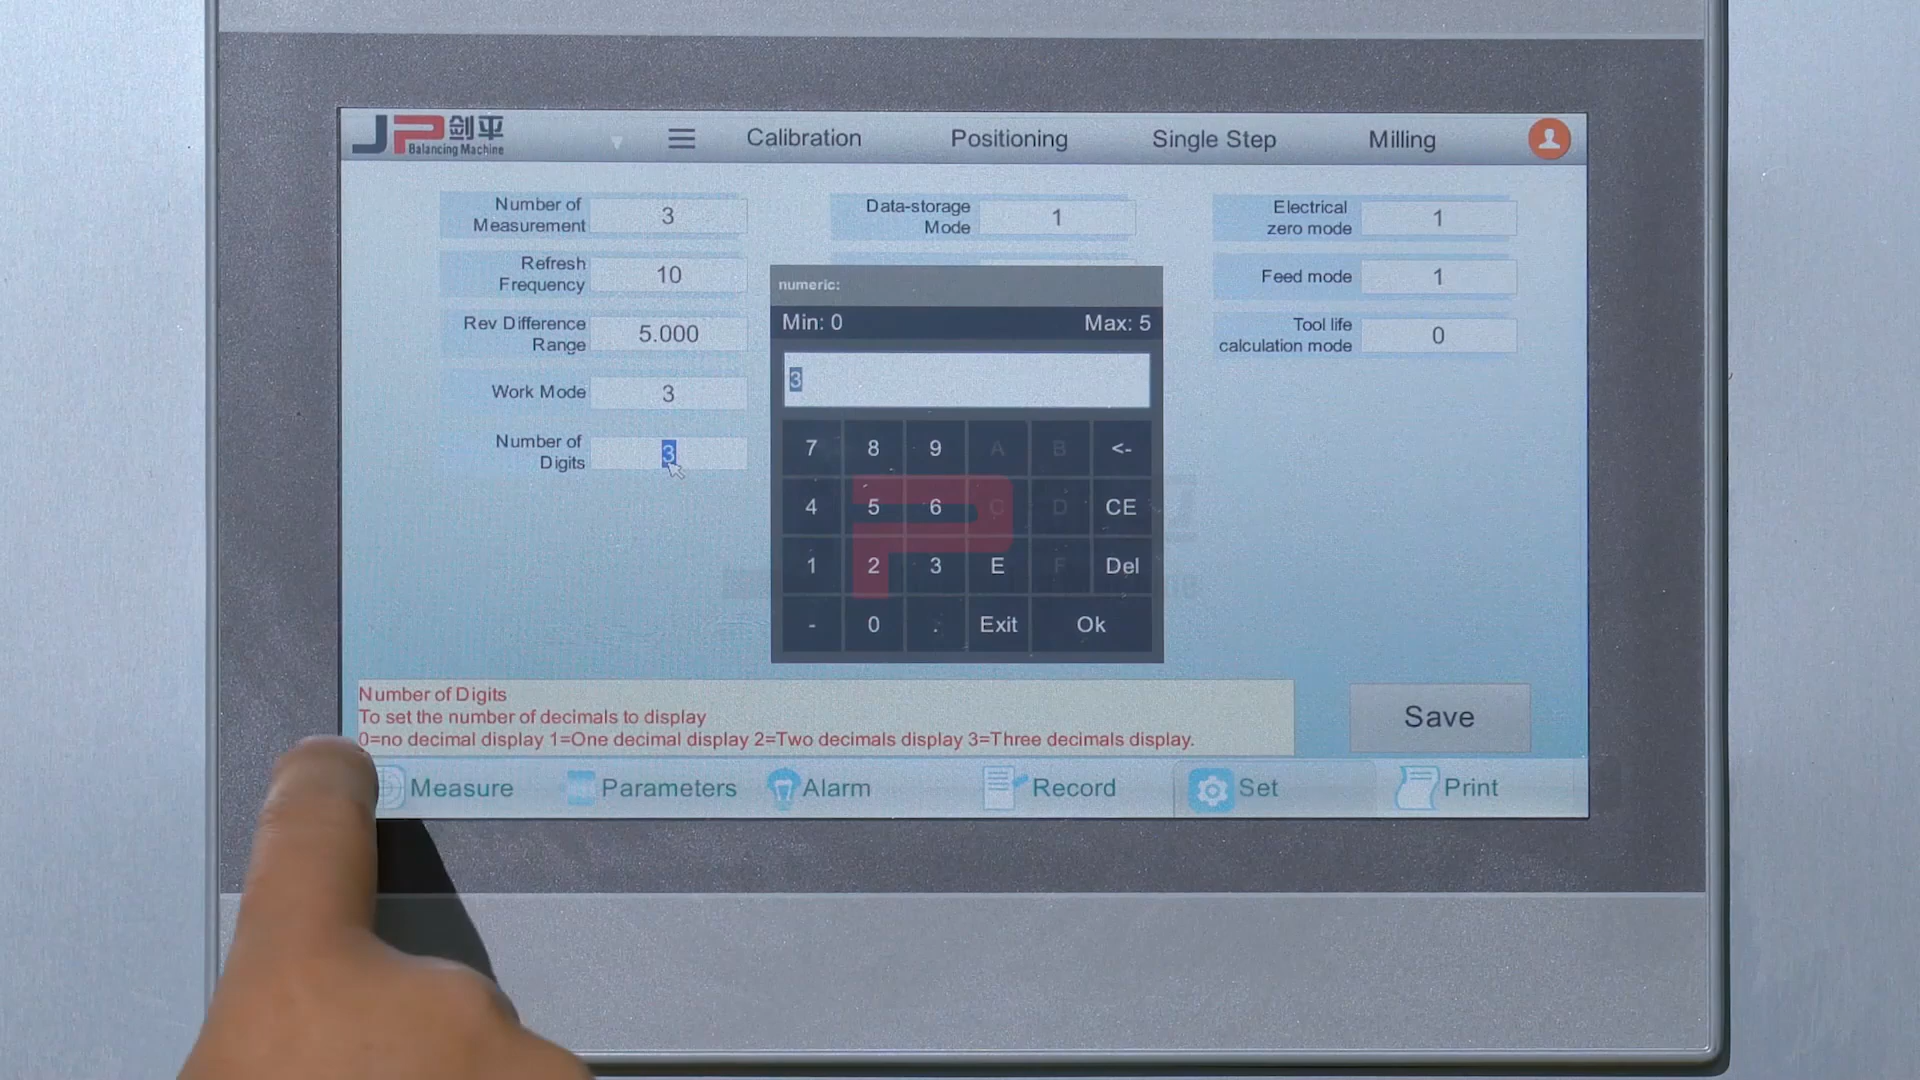 JP剑平
Balancing Machine
Calibration
Positioning
Single Step
Milling
Number of
Measurement
3
Refresh
Frequency
10
Rev Difference
Range
5.000
Work Mode
3
Number of
Digits
3
Data-storage
Mode
1
Electrical
zero mode
1
Feed mode
1
Tool life
calculation mode
0
numeric:
Min: 0
Max: 5
3
7 8 9 A B <-
4 5 6 C D CE
1 2 3 E F Del
- 0 . Exit Ok
Number of Digits
To set the number of decimals to display
0=no decimal display 1=One decimal display 2=Two decimals display 3=Three decimals display.
Save
Measure
Parameters
Alarm
Record
Set
Print